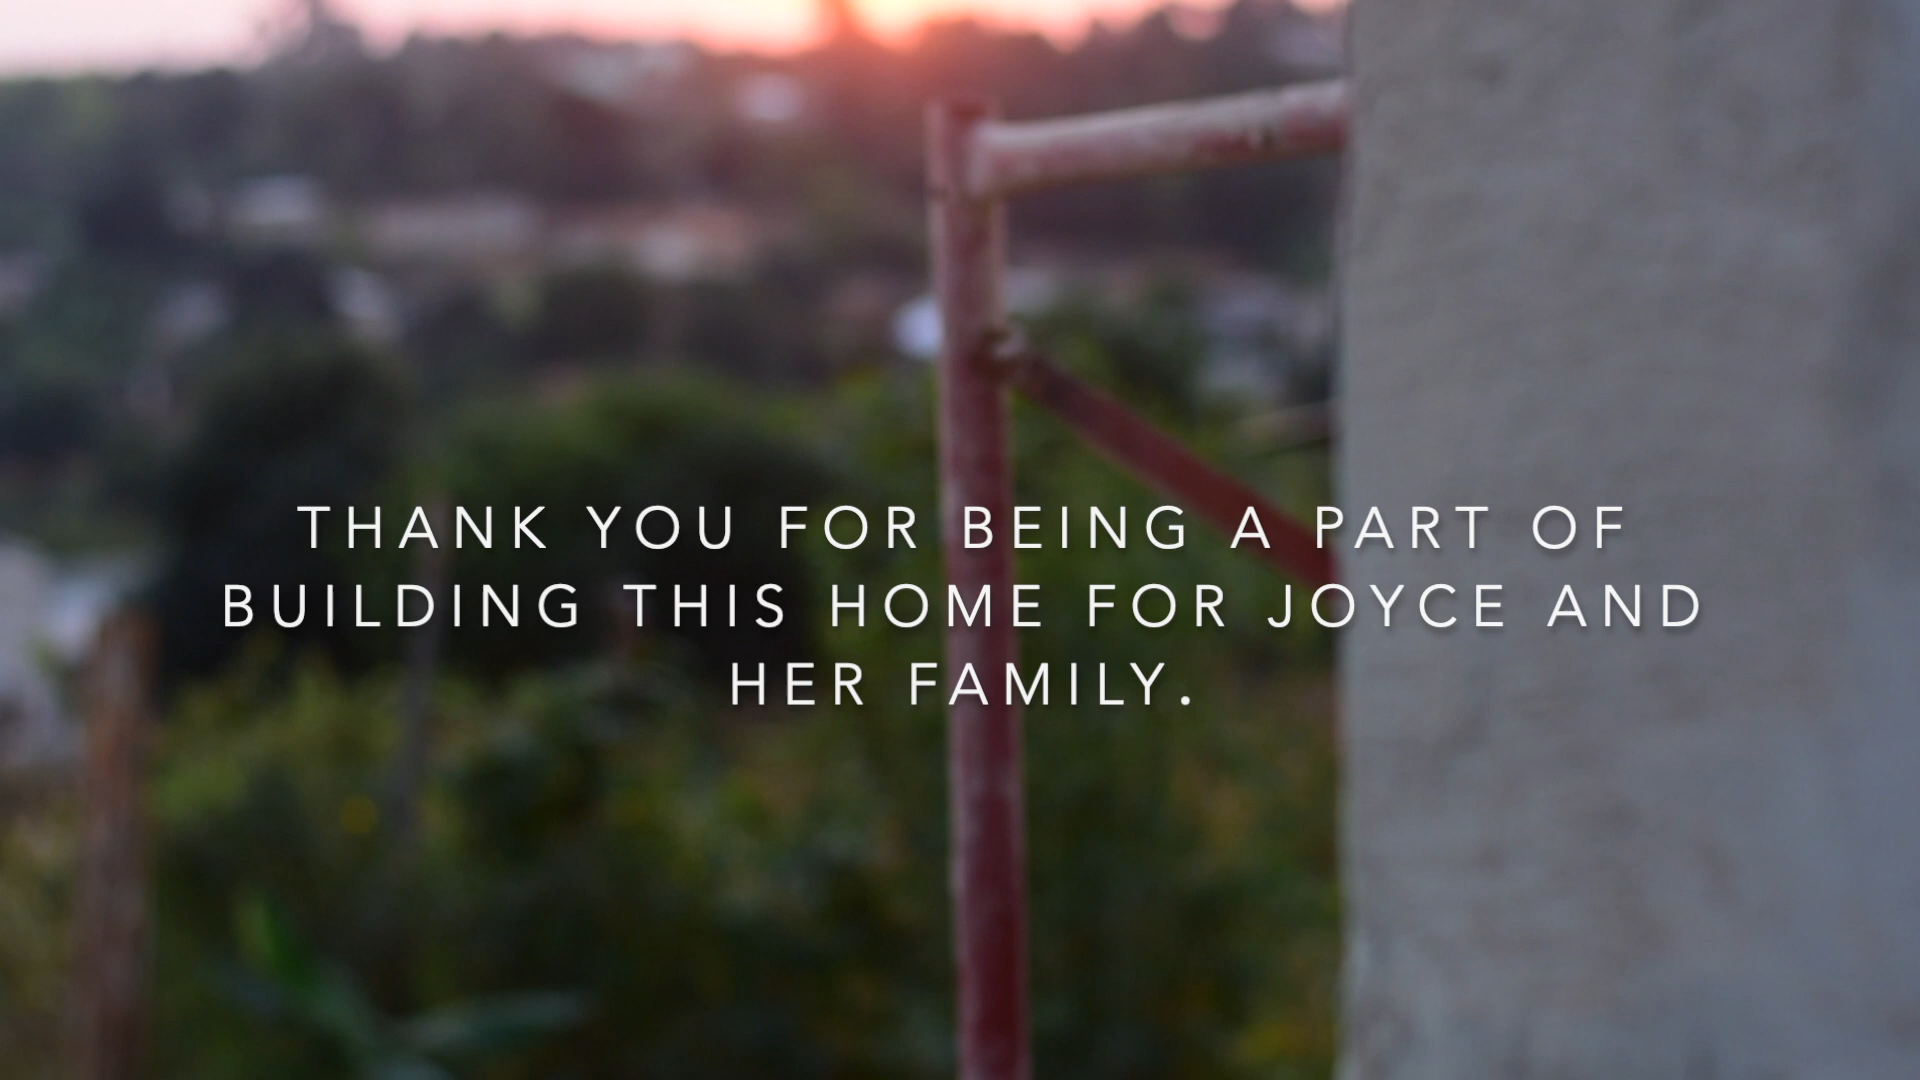 THANK YOU FOR BEING A PART OF
BUILDING THIS HOME FOR JOYCE AND
HER FAMILY.